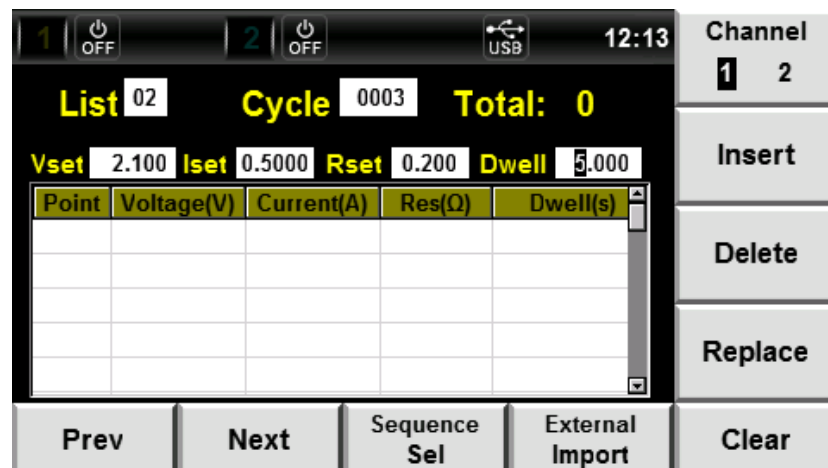 1 OFF 2 OFF USB 12:13
Channel
1 2
List 02 Cycle 0003 Total: 0
Vset 2.100 Iset 0.5000 Rset 0.200 Dwell 5.000
Point Voltage(V) Current(A) Res(Ω) Dwell(s)
Insert
Delete
Replace
Prev Next Sequence Sel External Import Clear